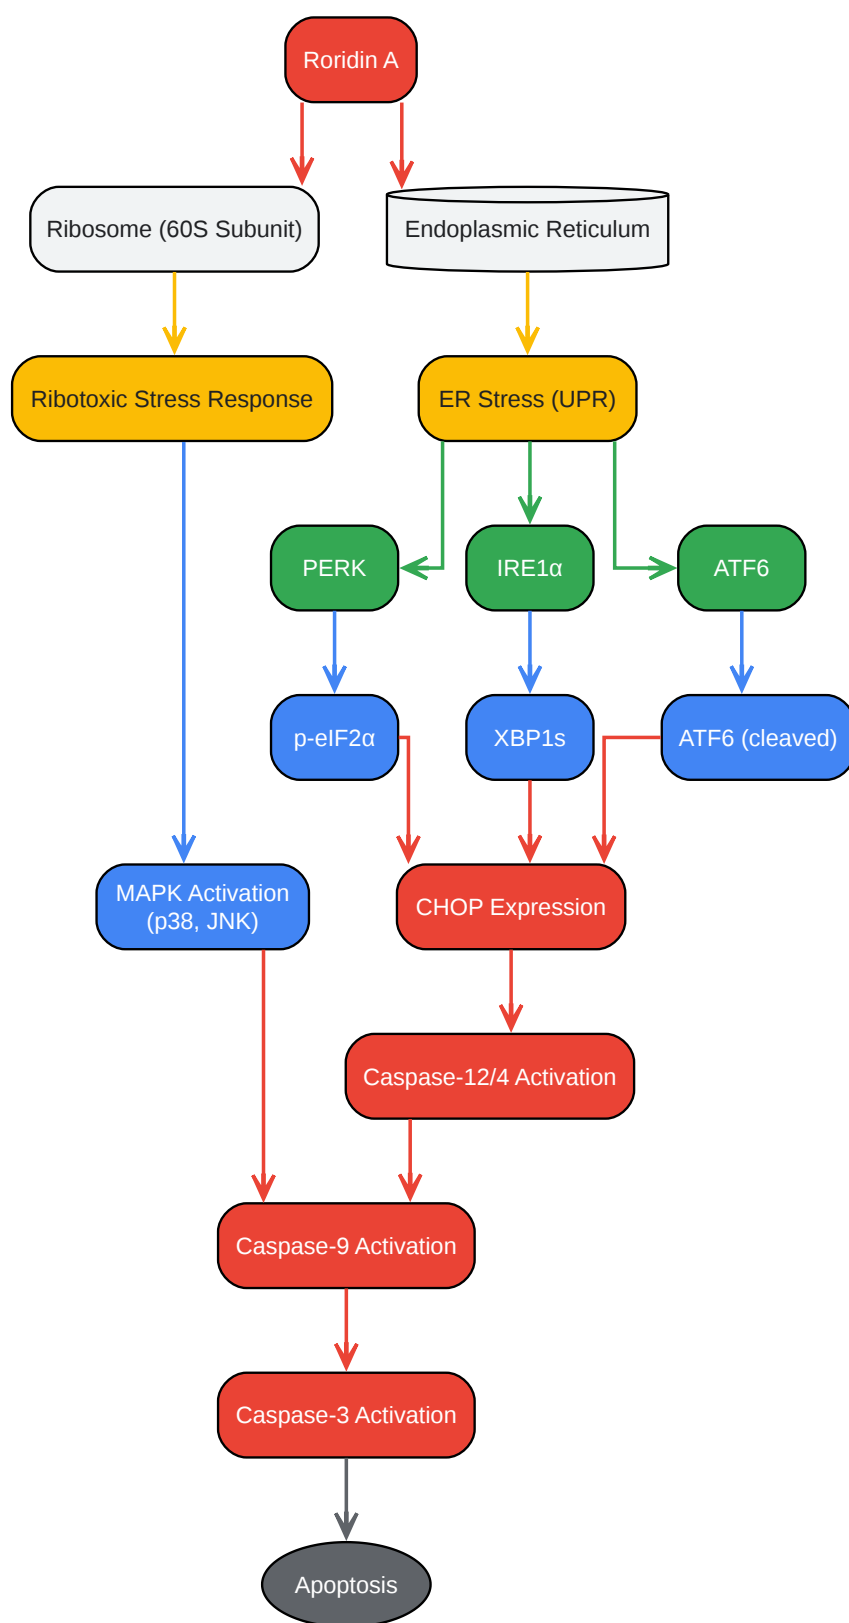 Roridin A
Ribosome (60S Subunit)
Endoplasmic Reticulum
Ribotoxic Stress Response
ER Stress (UPR)
PERK
IRE1α
ATF6
p-eIF2α
XBP1s
ATF6 (cleaved)
MAPK Activation
(p38, JNK)
CHOP Expression
Caspase-12/4 Activation
Caspase-9 Activation
Caspase-3 Activation
Apoptosis